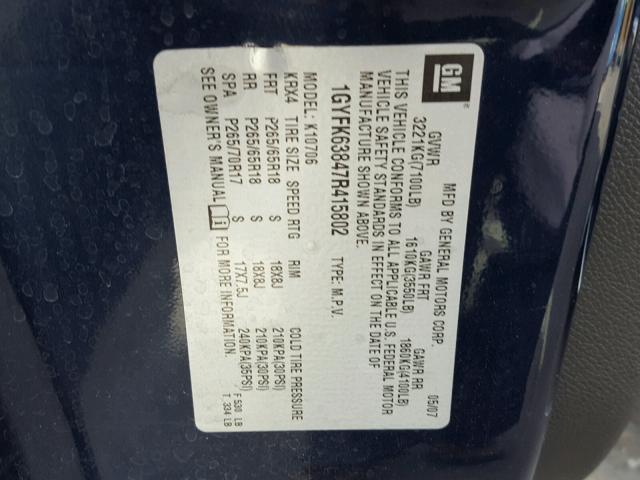 GM
®
MFD BY GENERAL MOTORS CORP. 05/07
GVWR GAWR FRT GAWR RR
3221KG(7100LB) 1610KG(3550LB) 1860KG(4100LB)
THIS VEHICLE CONFORMS TO ALL APPLICABLE U.S. FEDERAL MOTOR
VEHICLE SAFETY STANDARDS IN EFFECT ON THE DATE OF
MANUFACTURE SHOWN ABOVE.
1GYFK63847R415802 TYPE: M.P.V.
MODEL: K10706
KRX4 TIRE SIZE SPEED RTG RIM COLD TIRE PRESSURE
FRT P265/65R18 S 18X8J 210KPA(30PSI)
RR P265/65R18 S 18X8J 210KPA(30PSI)
SPA P265/70R17 S 17X7.5J 240KPA(35PSI)
SEE OWNER'S MANUAL FOR MORE INFORMATION. F 530 LB
T 334 LB